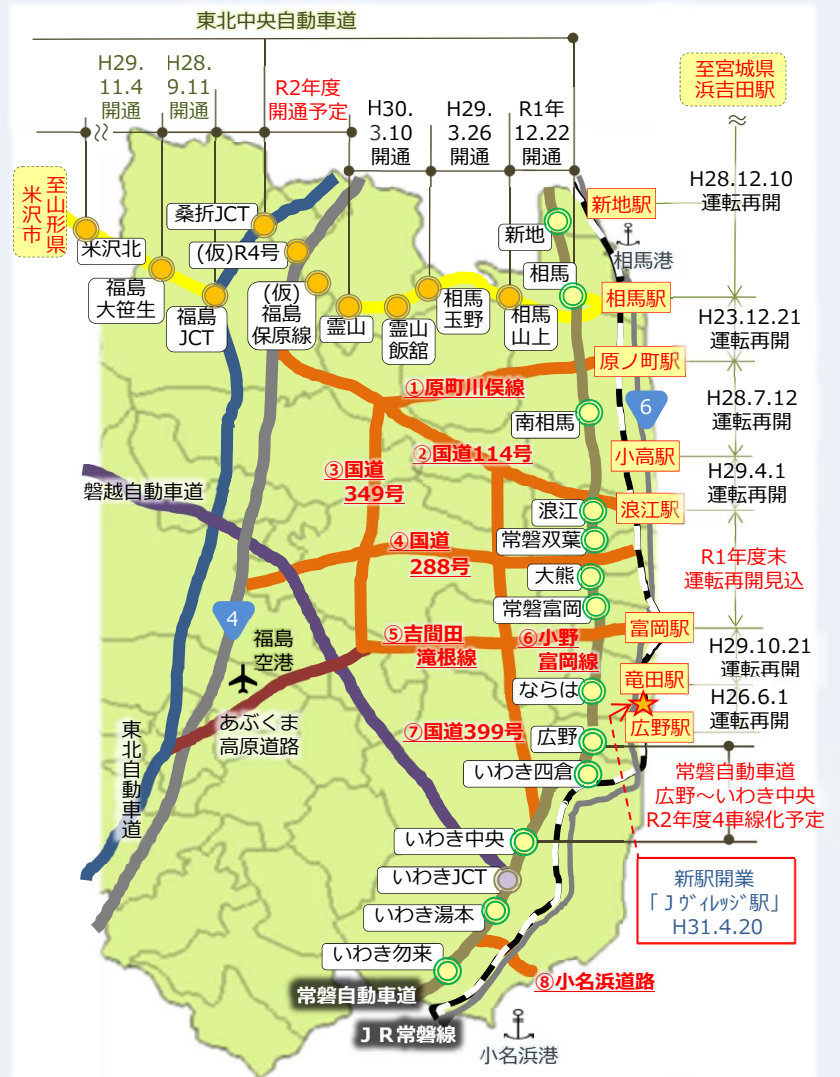 東北中央自動車道
H29.
11.4
開通
H28.
9.11
開通
R2年度
開通予定
H30.
3.10
開通
H29.
3.26
開通
R1年
12.22
開通
至宮城県
浜吉田駅
H28.12.10
運転再開
至山形県
米沢市
米沢北
福島
大笹生
福島
JCT
桑折JCT
(仮)R4号
(仮)
福島
保原線
霊山
霊山
飯舘
相馬
玉野
相馬
山上
新地
相馬
新地駅
相馬港
相馬駅
H23.12.21
運転再開
原ノ町駅
①原町川俣線
6
H28.7.12
運転再開
南相馬
②国道114号
小高駅
③国道
349号
H29.4.1
運転再開
磐越自動車道
浪江
浪江駅
常磐双葉
④国道
288号
R1年度末
運転再開見込
大熊
常磐富岡
4
富岡駅
⑤吉間田
滝根線
⑥小野
富岡線
福島
空港
H29.10.21
運転再開
竜田駅
ならは
H26.6.1
運転再開
広野駅
あぶくま
高原道路
⑦国道399号
広野
東北自動車道
いわき四倉
常磐自動車道
広野～いわき中央
R2年度4車線化予定
いわき中央
いわきJCT
新駅開業
「Jヴィレッジ駅」
H31.4.20
いわき湯本
いわき勿来
⑧小名浜道路
常磐自動車道
JR常磐線
小名浜港